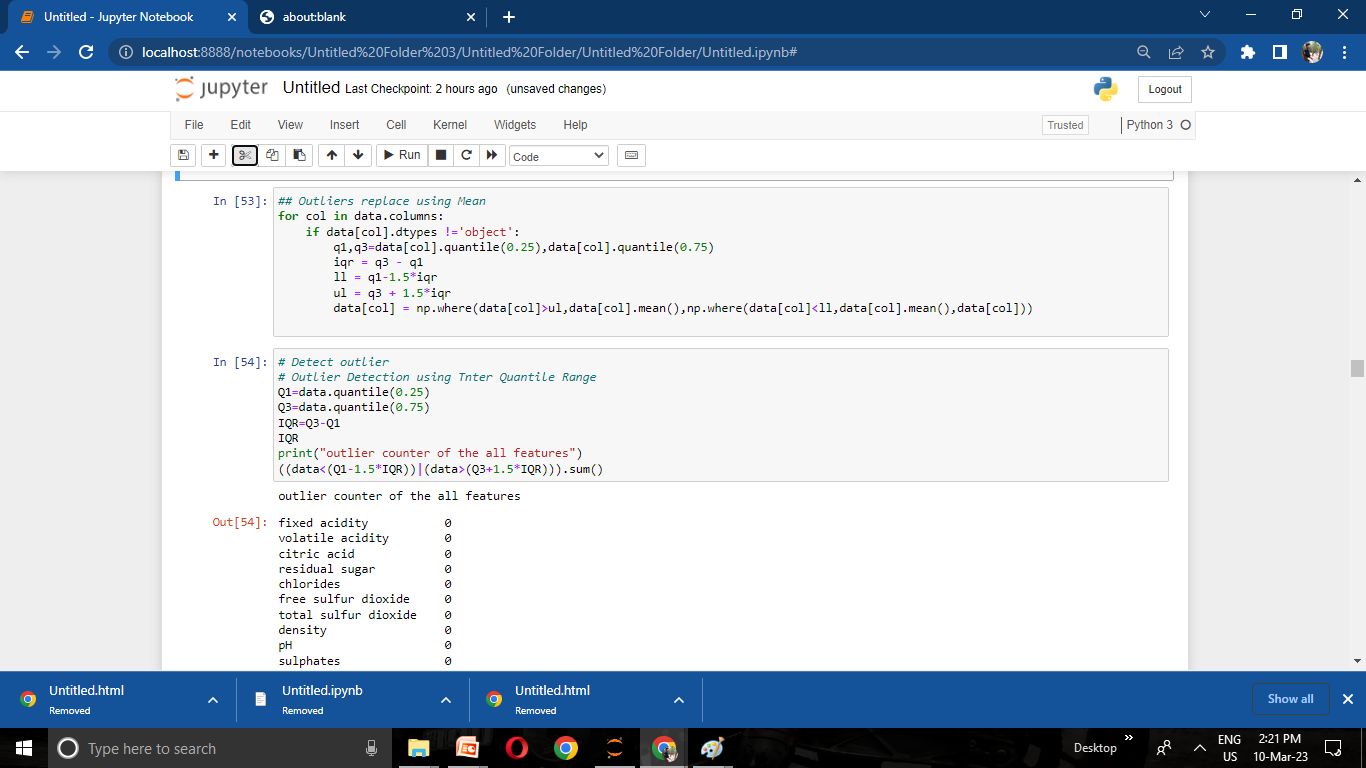 Untitled - Jupyter Notebook
about:blank
localhost:8888/notebooks/Untitled%20Folder%203/Untitled%20Folder/Untitled%20Folder/Untitled.ipynb#
jupyter Untitled Last Checkpoint: 2 hours ago (unsaved changes)
Logout
File Edit View Insert Cell Kernel Widgets Help
Trusted
Python 3
Run
Code
In [53]: ## Outliers replace using Mean
for col in data.columns:
    if data[col].dtypes !='object':
        q1,q3=data[col].quantile(0.25),data[col].quantile(0.75)
        iqr = q3 - q1
        ll = q1-1.5*iqr
        ul = q3 + 1.5*iqr
        data[col] = np.where(data[col]>ul,data[col].mean(),np.where(data[col]<ll,data[col].mean(),data[col]))
In [54]: # Detect outlier
# Outlier Detection using Tnter Quantile Range
Q1=data.quantile(0.25)
Q3=data.quantile(0.75)
IQR=Q3-Q1
IQR
print("outlier counter of the all features")
((data<(Q1-1.5*IQR))|(data>(Q3+1.5*IQR))).sum()
outlier counter of the all features
Out[54]: fixed acidity 0
volatile acidity 0
citric acid 0
residual sugar 0
chlorides 0
free sulfur dioxide 0
total sulfur dioxide 0
density 0
pH 0
sulphates 0
Untitled.html
Removed
Untitled.ipynb
Removed
Untitled.html
Removed
Show all
Type here to search
Desktop
ENG
US
2:21 PM
10-Mar-23